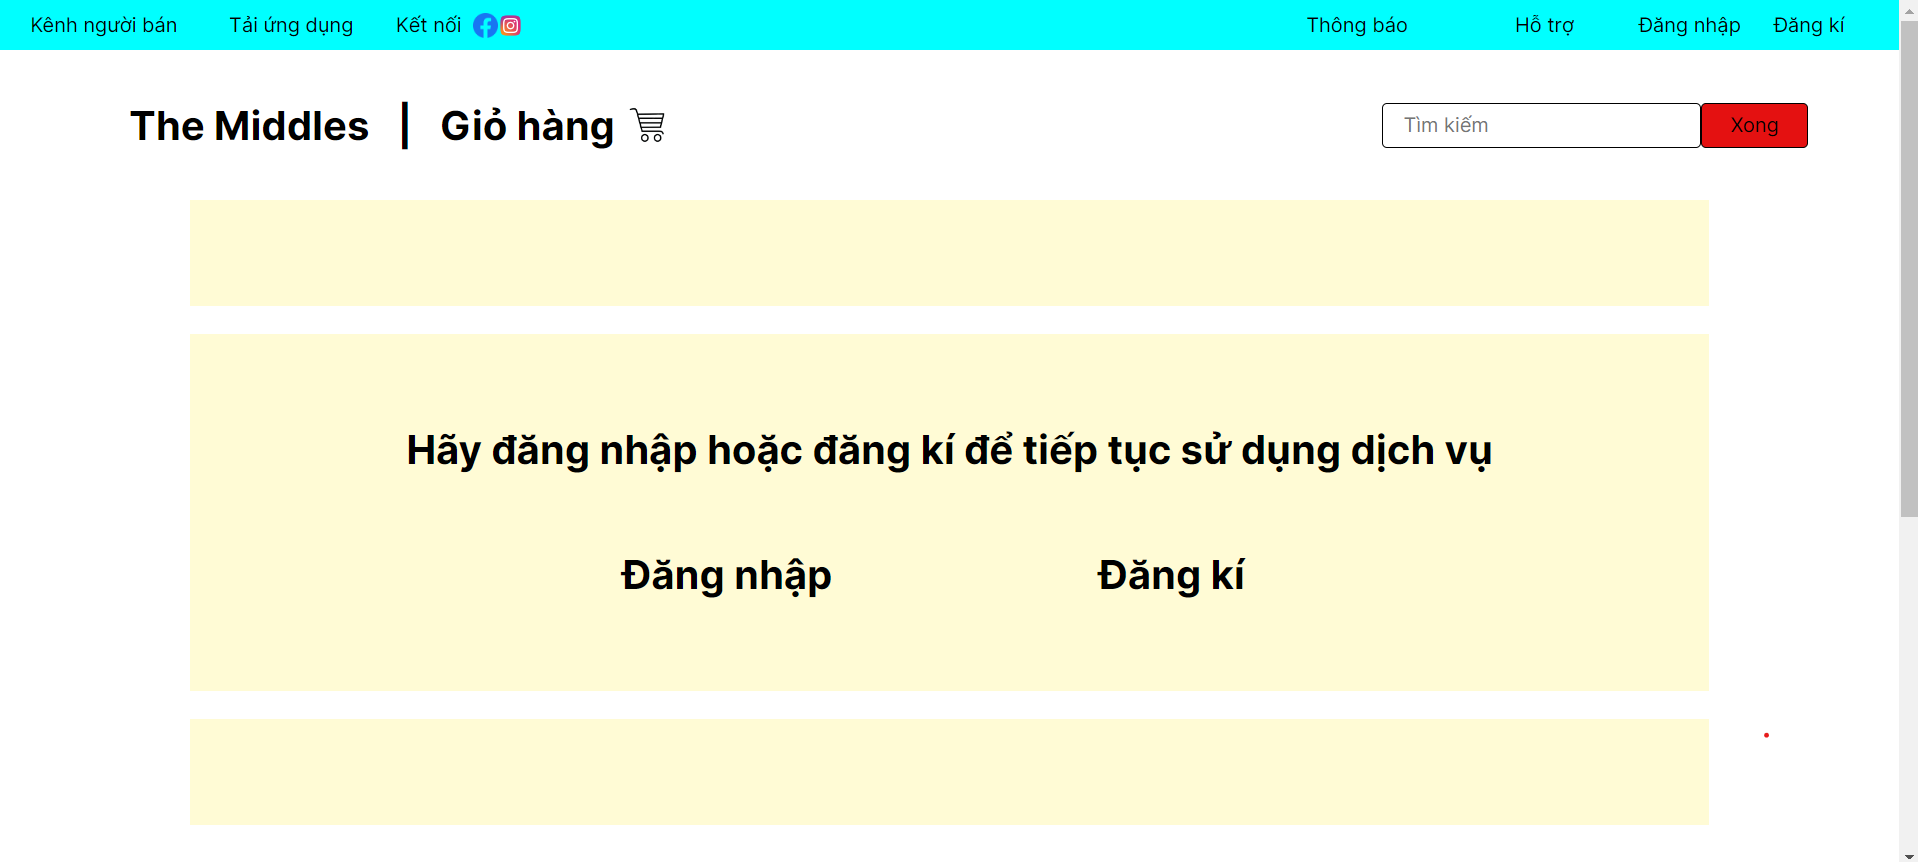 Kênh người bán Tải ứng dụng Kết nối Thông báo Hỗ trợ Đăng nhập Đăng kí
The Middles | Giỏ hàng Tìm kiếm Xong
Hãy đăng nhập hoặc đăng kí để tiếp tục sử dụng dịch vụ
Đăng nhập Đăng kí